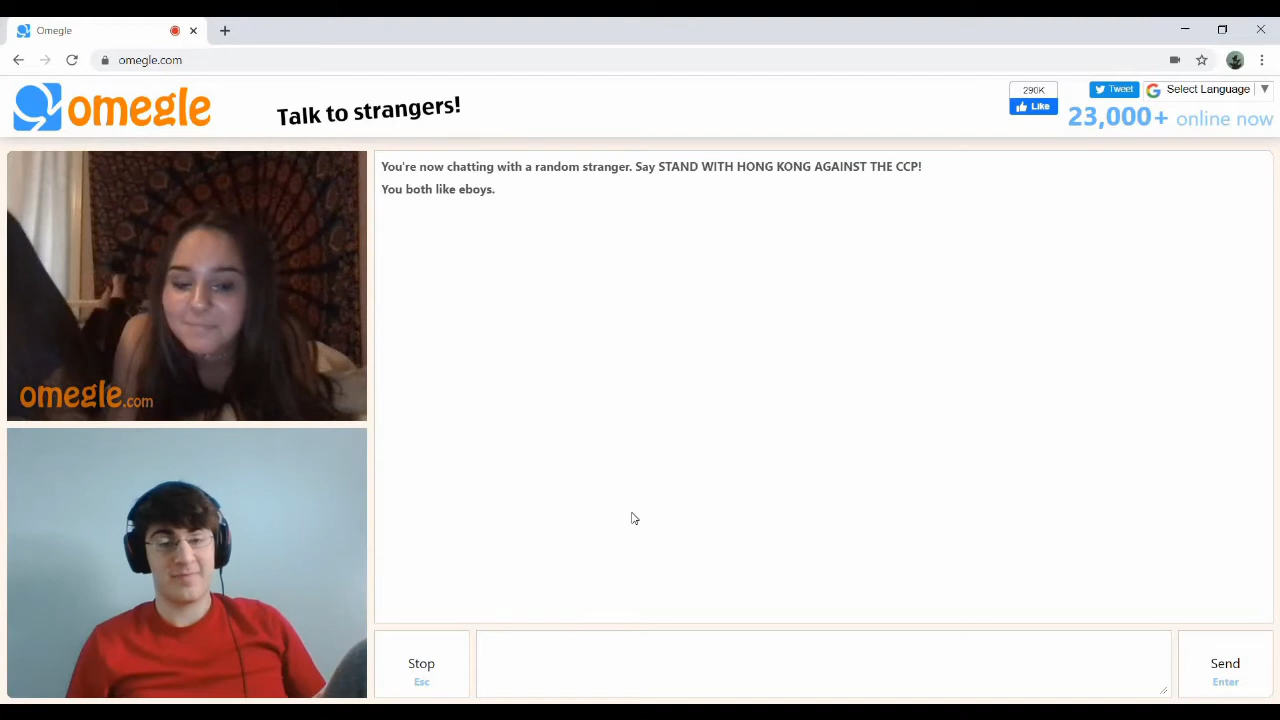 Omegle
omegle.com
omegle
Talk to strangers!
290K
Like
Tweet
Select Language
23,000+ online now
You're now chatting with a random stranger. Say STAND WITH HONG KONG AGAINST THE CCP!
You both like eboys.
omegle.com
Stop
Esc
Send
Enter